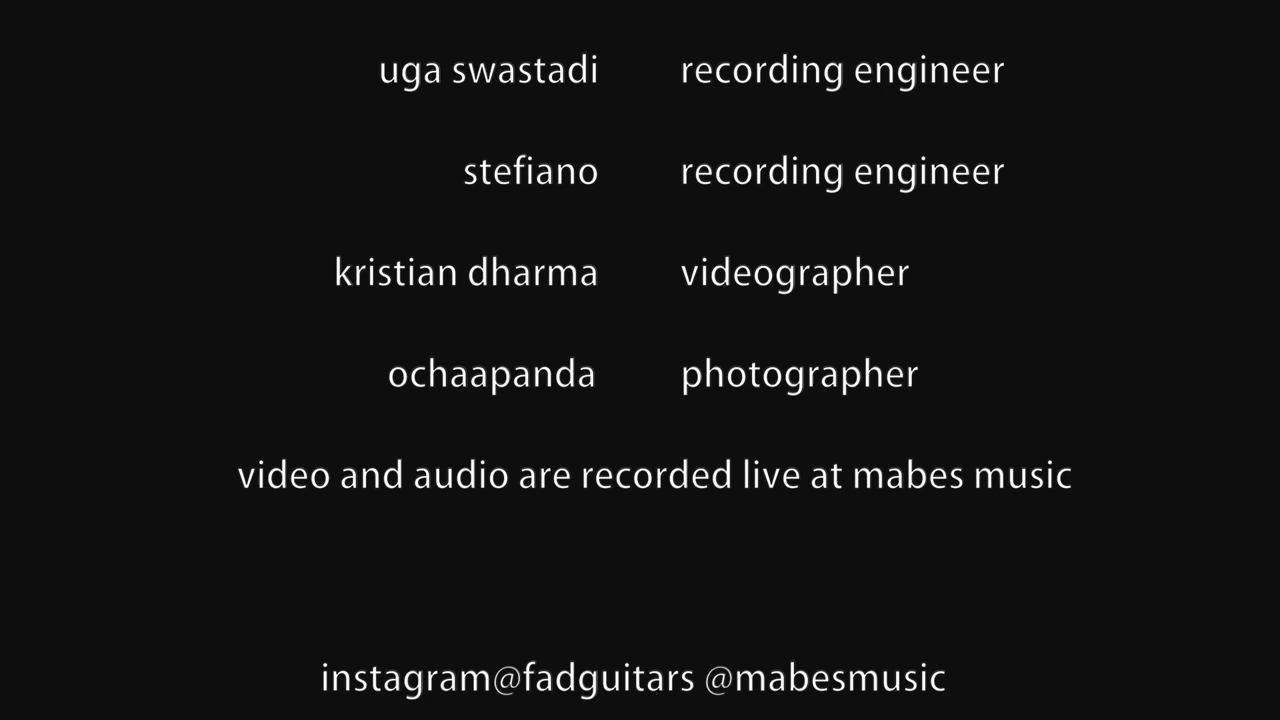 uga swastadi recording engineer
stefiano recording engineer
kristian dharma videographer
ochaapanda photographer
video and audio are recorded live at mabes music
instagram@fadguitars @mabesmusic